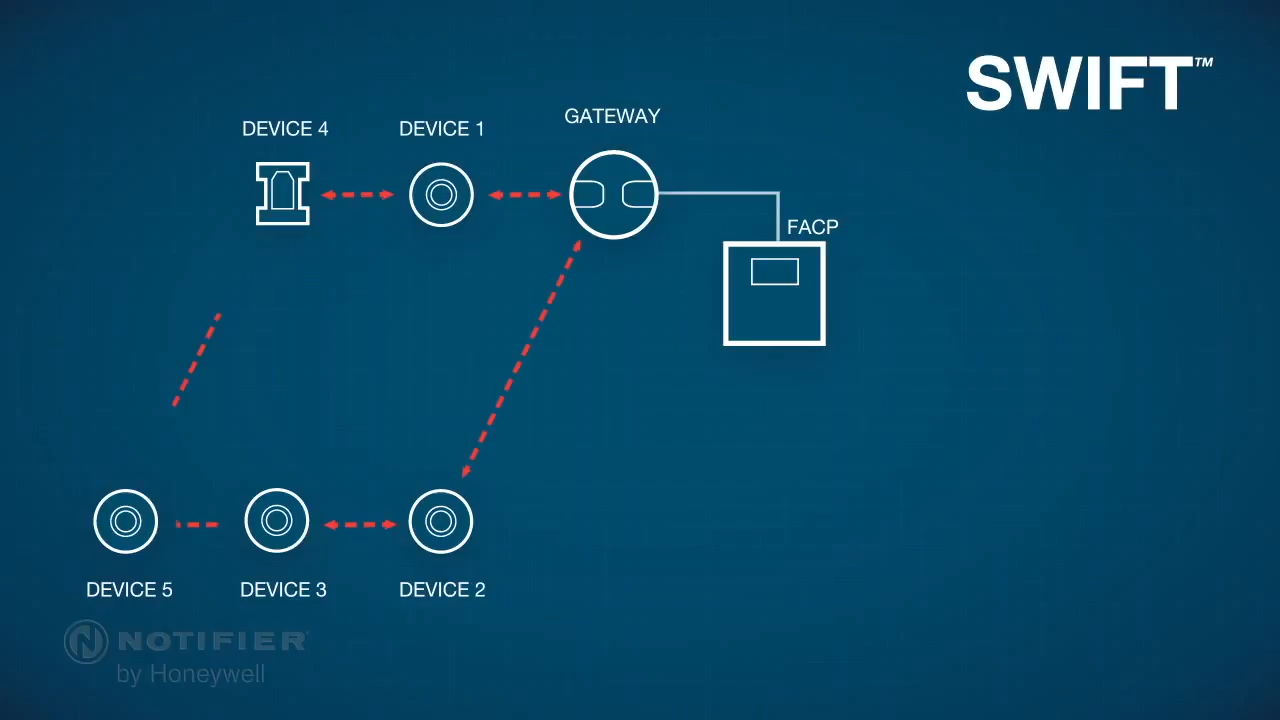 SWIFT™
GATEWAY
DEVICE 4
DEVICE 1
FACP
DEVICE 5
DEVICE 3
DEVICE 2
N NOTIFIER
by Honeywell